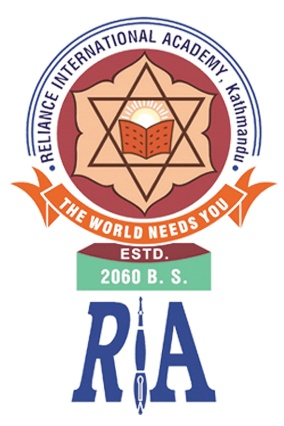 · RELIANCE INTERNATIONAL ACADEMY, Kathmandu ·
THE WORLD NEEDS YOU
ESTD.
2060 B. S.
RIA